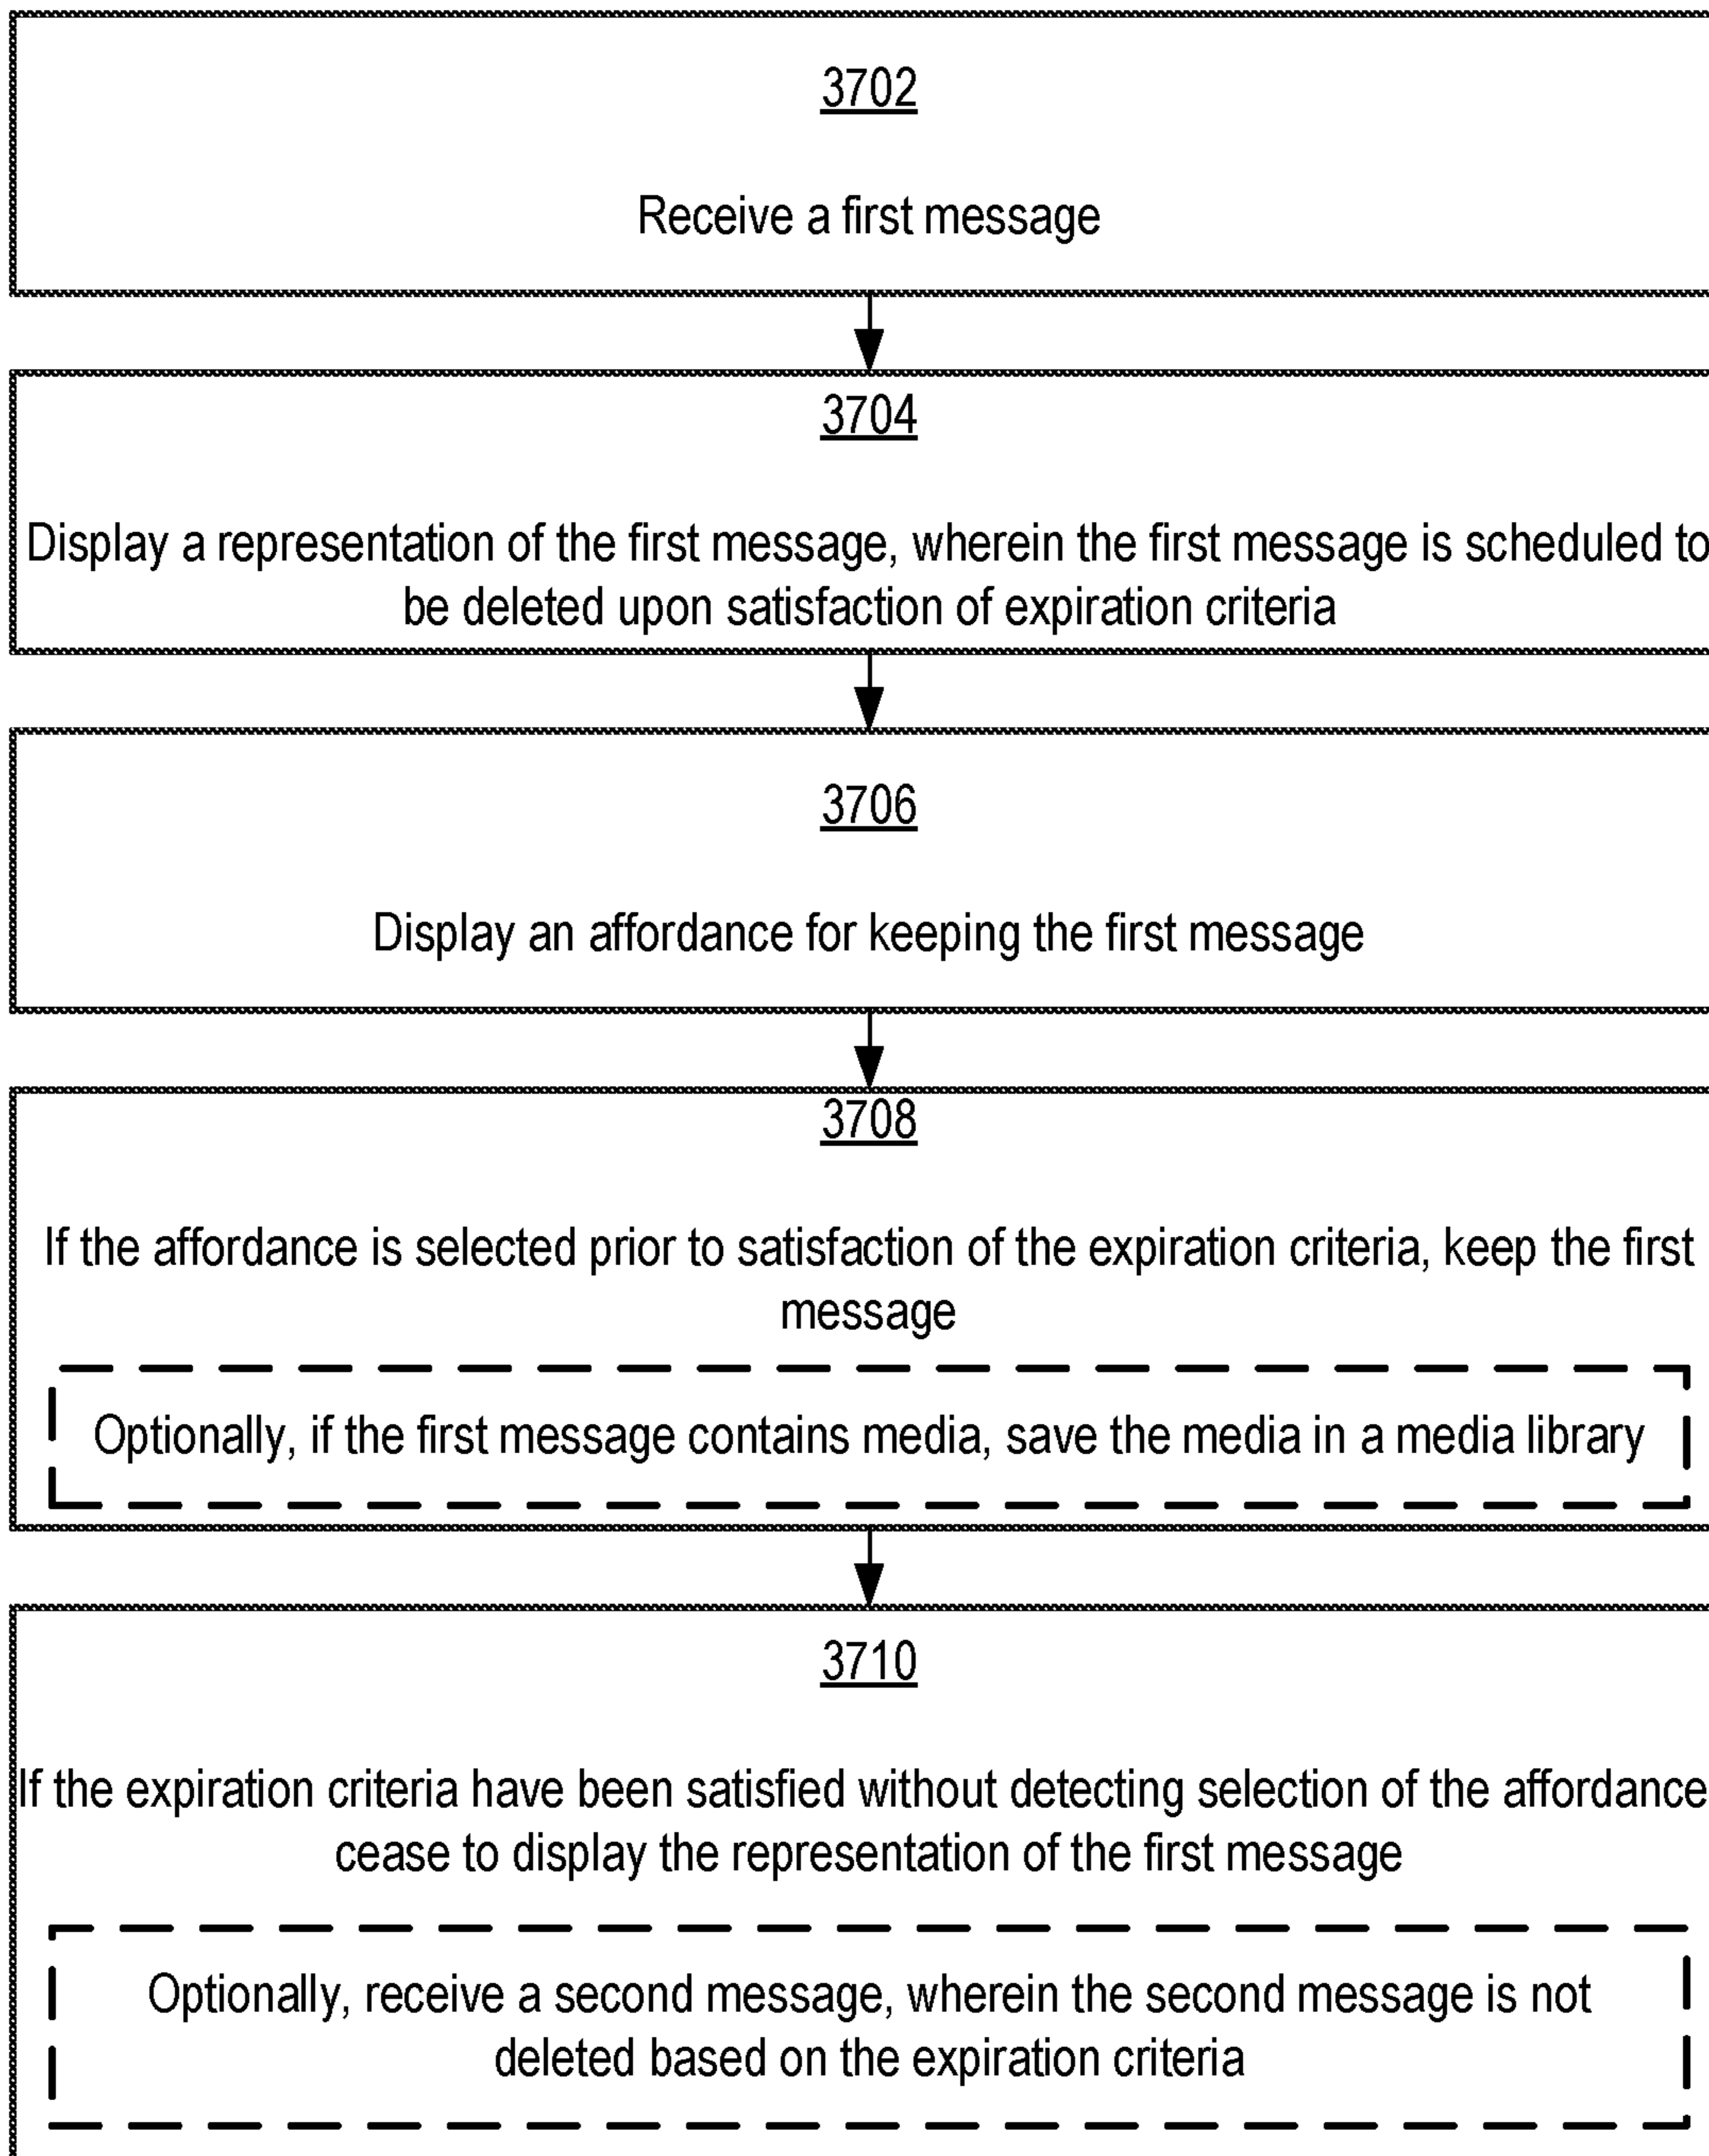 3702
Receive a first message
3704
Display a representation of the first message, wherein the first message is scheduled to
be deleted upon satisfaction of expiration criteria
3706
Display an affordance for keeping the first message
3708
If the affordance is selected prior to satisfaction of the expiration criteria, keep the first
message
Optionally, if the first message contains media, save the media in a media library
3710
If the expiration criteria have been satisfied without detecting selection of the affordance
cease to display the representation of the first message
Optionally, receive a second message, wherein the second message is not
deleted based on the expiration criteria